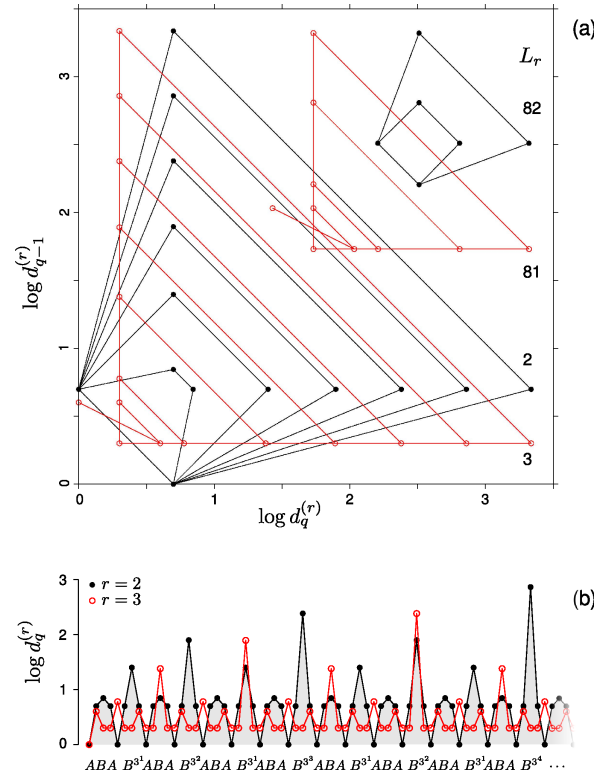 (a)
L_r
82
81
2
3
3
2
1
0
log d_{q-1}^{(r)}
0 1 2 3
log d_q^{(r)}
(b)
r = 2
r = 3
3
2
1
0
log d_q^{(r)}
ABA B^{3^1} ABA B^{3^2} ABA B^{3^1} ABA B^{3^3} ABA B^{3^1} ABA B^{3^2} ABA B^{3^1} ABA B^{3^4} ...